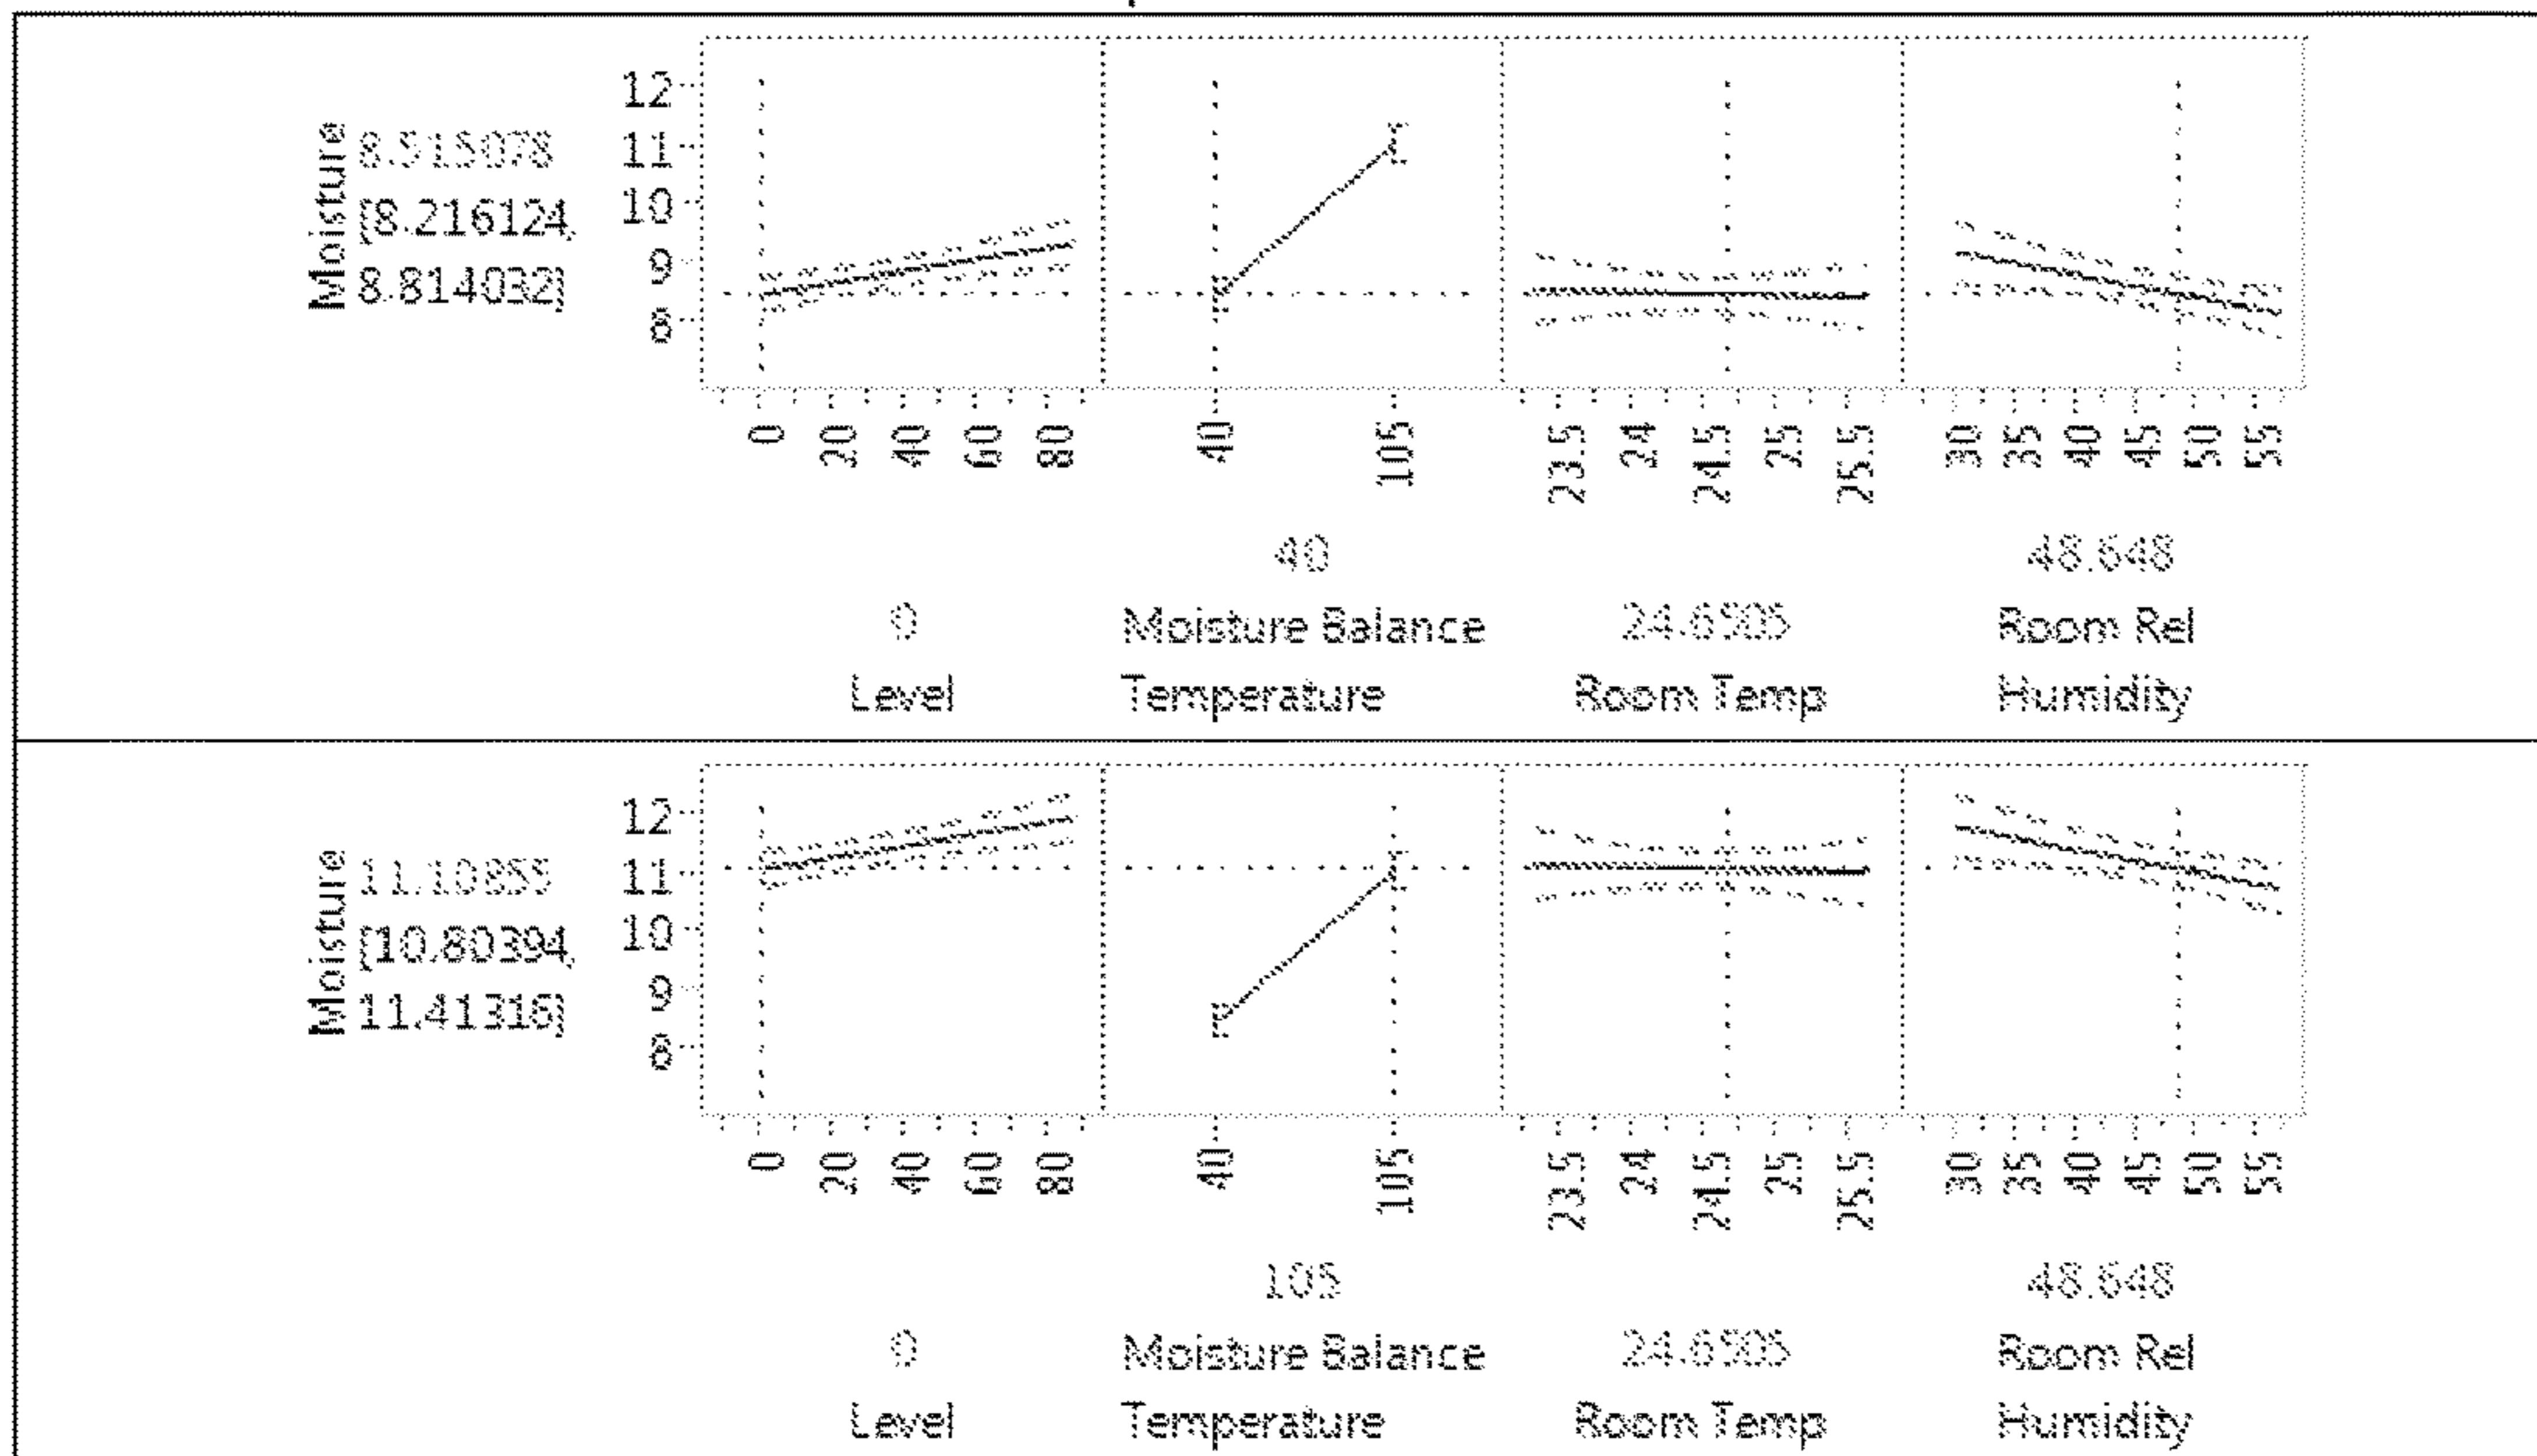 12
11
10
9
8
Moisture
8.515078
[8.216124,
8.814032]
0 20 40 60 80
40 105
23.5 24 24.5 25 25.5
30 35 40 45 50 55
40 48.648
0 Moisture Balance 24.6505 Room Rel
Level Temperature Room Temp Humidity
12
11
10
9
8
Moisture
11.10855
[10.80394,
11.41316]
0 20 40 60 80
40 105
23.5 24 24.5 25 25.5
30 35 40 45 50 55
105 48.648
0 Moisture Balance 24.6505 Room Rel
Level Temperature Room Temp Humidity